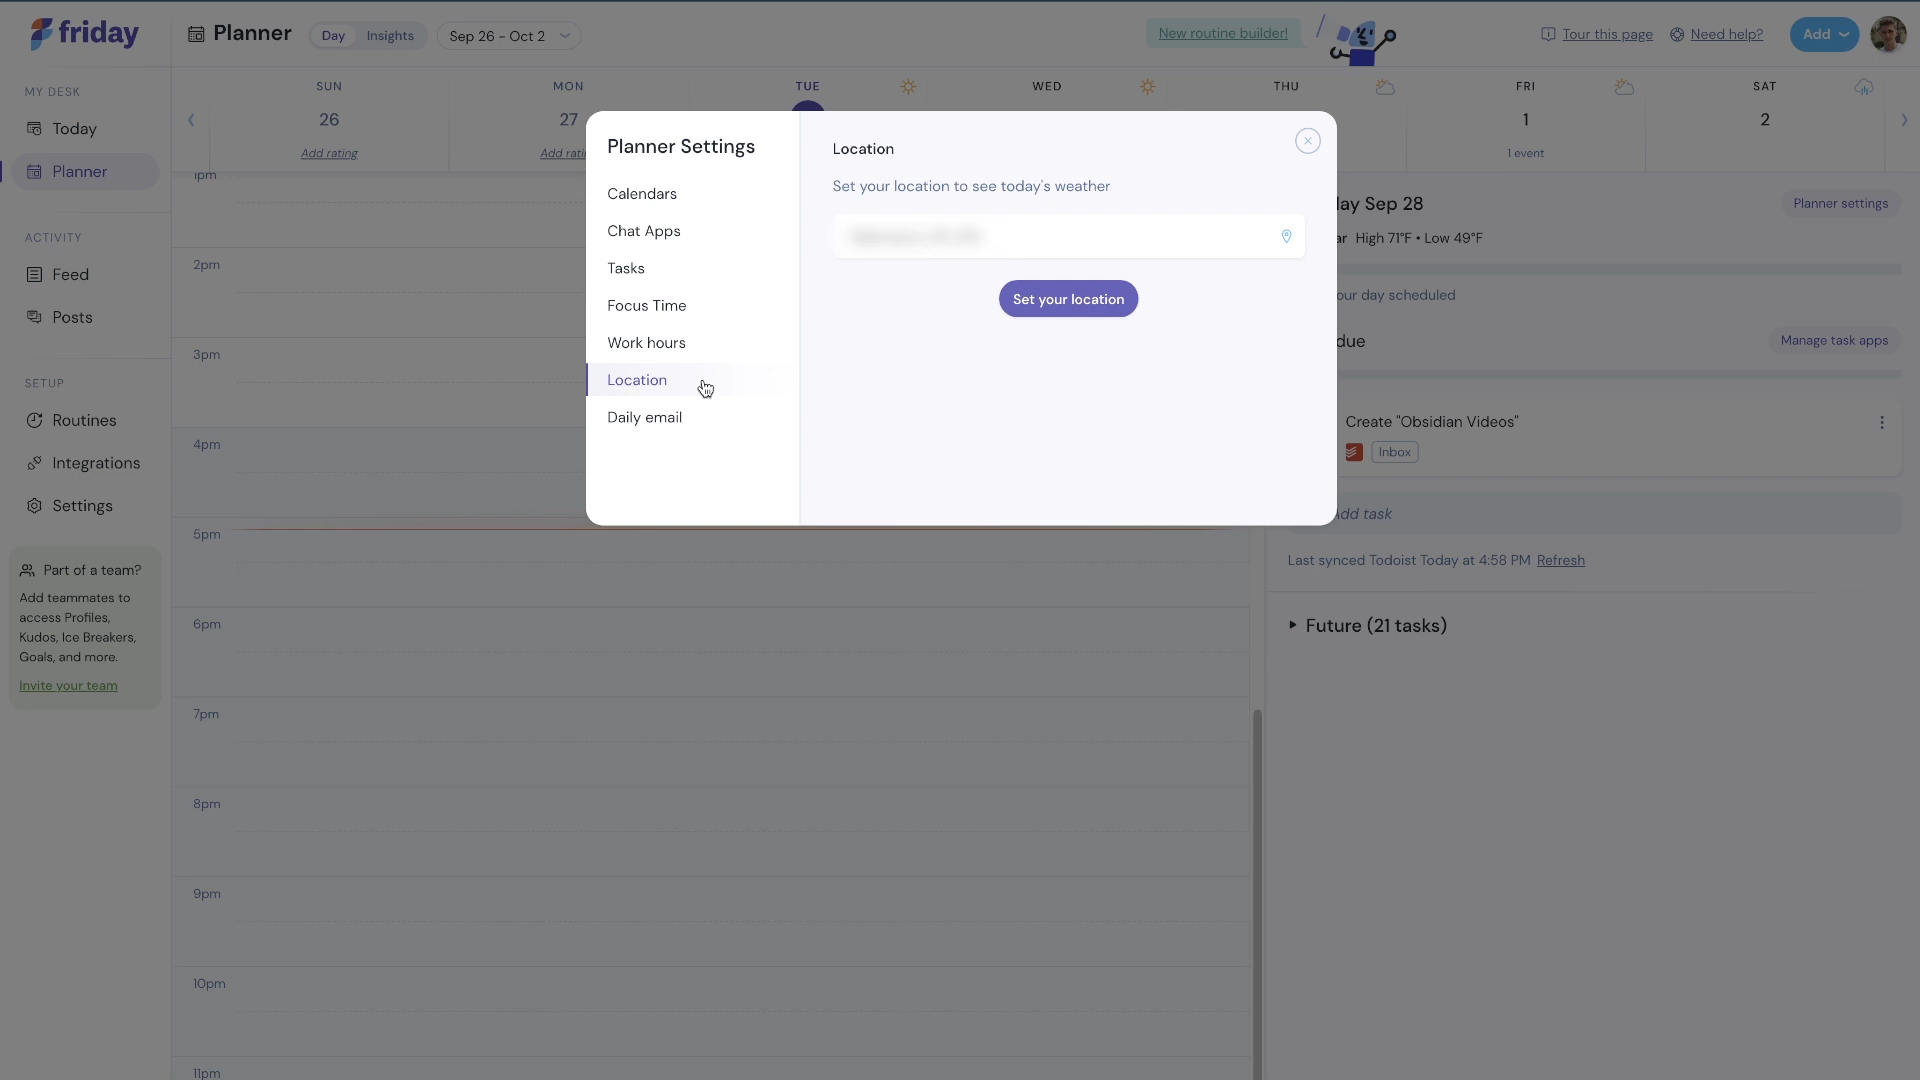 friday
Planner
Day
Insights
Sep 26 - Oct 2
New routine builder!
Tour this page
Need help?
Add
MY DESK
Today
Planner
ACTIVITY
Feed
Posts
SETUP
Routines
Integrations
Settings
Part of a team?
Add teammates to
access Profiles,
Kudos, Ice Breakers,
Goals, and more.
Invite your team
SUN
26
Add rating
MON
27
Add rati
TUE
WED
THU
FRI
1
1 event
SAT
2
1pm
2pm
3pm
4pm
5pm
6pm
7pm
8pm
9pm
10pm
11pm
Planner Settings
Calendars
Chat Apps
Tasks
Focus Time
Work hours
Location
Daily email
Location
Set your location to see today's weather
Set your location
ay Sep 28
Planner settings
ar High 71°F • Low 49°F
our day scheduled
due
Manage task apps
Create "Obsidian Videos"
Inbox
Add task
Last synced Todoist Today at 4:58 PM Refresh
Future (21 tasks)